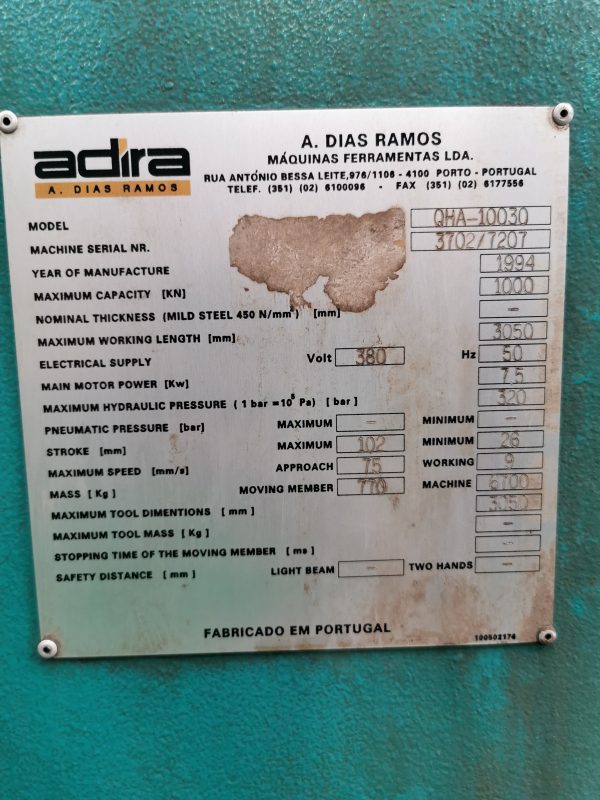 adira
A. DIAS RAMOS
A. DIAS RAMOS
MÁQUINAS FERRAMENTAS LDA.
RUA ANTÓNIO BESSA LEITE,976/1106 - 4100 PORTO - PORTUGAL
TELEF. (351) (02) 6100096 - FAX (351) (02) 6177556
MODEL QHA-10030
MACHINE SERIAL NR. 3702/7207
YEAR OF MANUFACTURE 1994
MAXIMUM CAPACITY [KN] 1000
NOMINAL THICKNESS (MILD STEEL 450 N/mm²) [mm] -
MAXIMUM WORKING LENGTH [mm] 3050
ELECTRICAL SUPPLY Volt 380 Hz 50
MAIN MOTOR POWER [Kw] 7.5
MAXIMUM HYDRAULIC PRESSURE ( 1 bar =10⁵ Pa) [ bar ] 320
PNEUMATIC PRESSURE [bar] MAXIMUM - MINIMUM -
STROKE [mm] MAXIMUM 102 MINIMUM 26
MAXIMUM SPEED [mm/s] APPROACH 75 WORKING 9
MASS [ Kg ] MOVING MEMBER 770 MACHINE 6700
MAXIMUM TOOL DIMENTIONS [ mm ] 3050
MAXIMUM TOOL MASS [ Kg ] -
STOPPING TIME OF THE MOVING MEMBER [ ms ] -
SAFETY DISTANCE [ mm ] LIGHT BEAM - TWO HANDS -
FABRICADO EM PORTUGAL
100502174